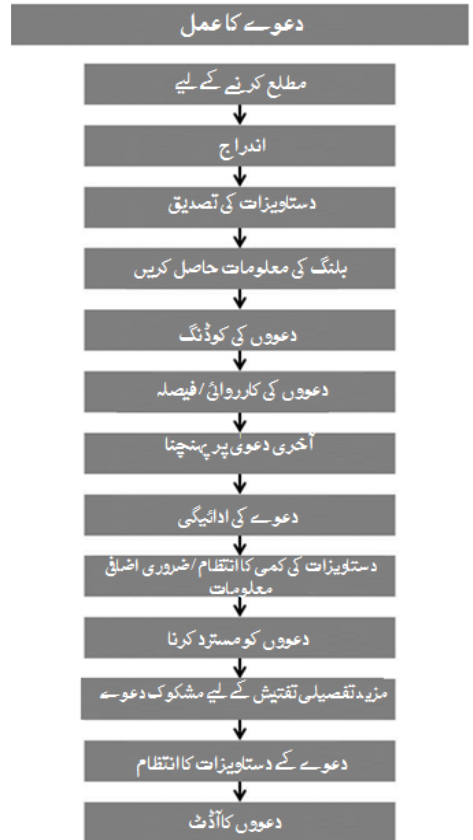 دعوے کا عمل
مطلع کرنے کے لیے
اندراج
دستاویزات کی تصدیق
بلنگ کی معلومات حاصل کریں
دعووں کی کوڈنگ
دعووں کی کارروائی/فیصلہ
آخری دعویٰ پر پہنچنا
دعوے کی ادائیگی
دستاویزات کی کمی کا انتظام/ضروری اضافی
معلومات
دعووں کو مسترد کرنا
مزید تفصیلی تفتیش کے لیے مشکوک دعوے
دعوے کے دستاویزات کا انتظام
دعووں کا آڈٹ